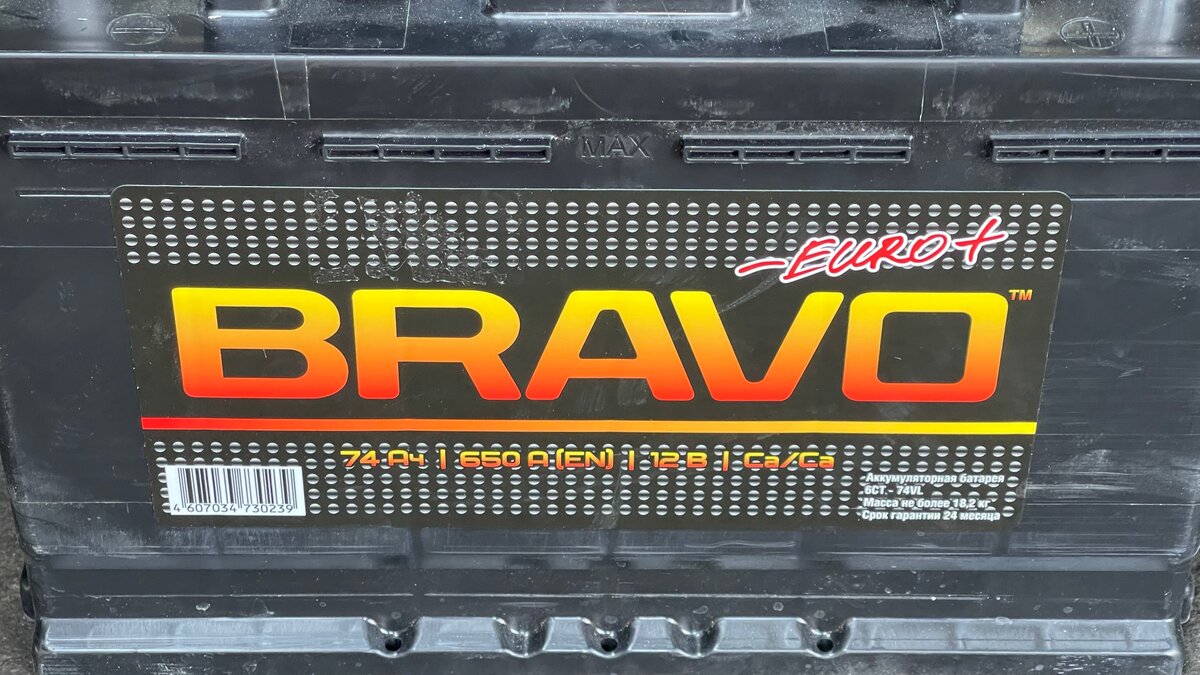 MAX
– EURO +
BRAVO™
74 Ач | 650 А (EN) | 12 В | Ca/Ca
Аккумуляторная батарея
6СТ - 74VL
Масса не более 18,2 кг
Срок гарантии 24 месяца
4 607034 730239